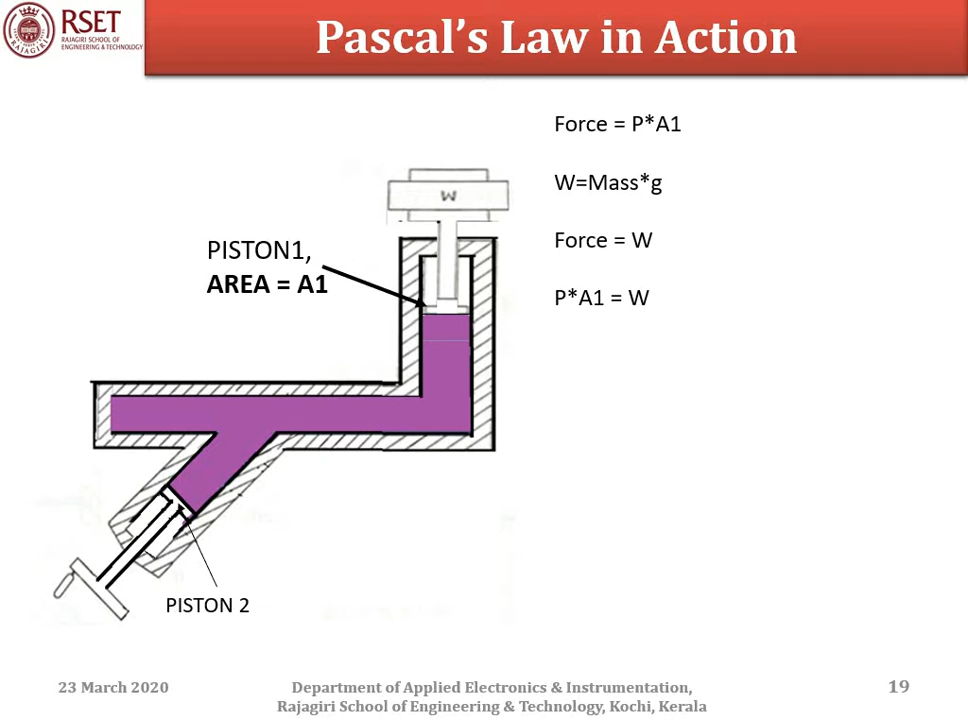 RSET
RAJAGIRI SCHOOL OF
ENGINEERING & TECHNOLOGY
RAJAGIRI
Pascal's Law in Action
Force = P*A1
W=Mass*g
Force = W
P*A1 = W
W
PISTON1,
AREA = A1
PISTON 2
23 March 2020
Department of Applied Electronics & Instrumentation,
Rajagiri School of Engineering & Technology, Kochi, Kerala
19